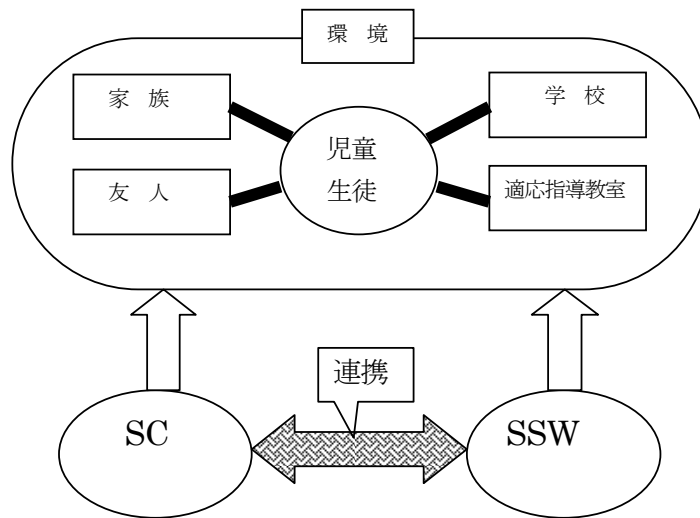 環　境
家　族
学　校
児童
生徒
友　人
適応指導教室
連携
SC
SSW